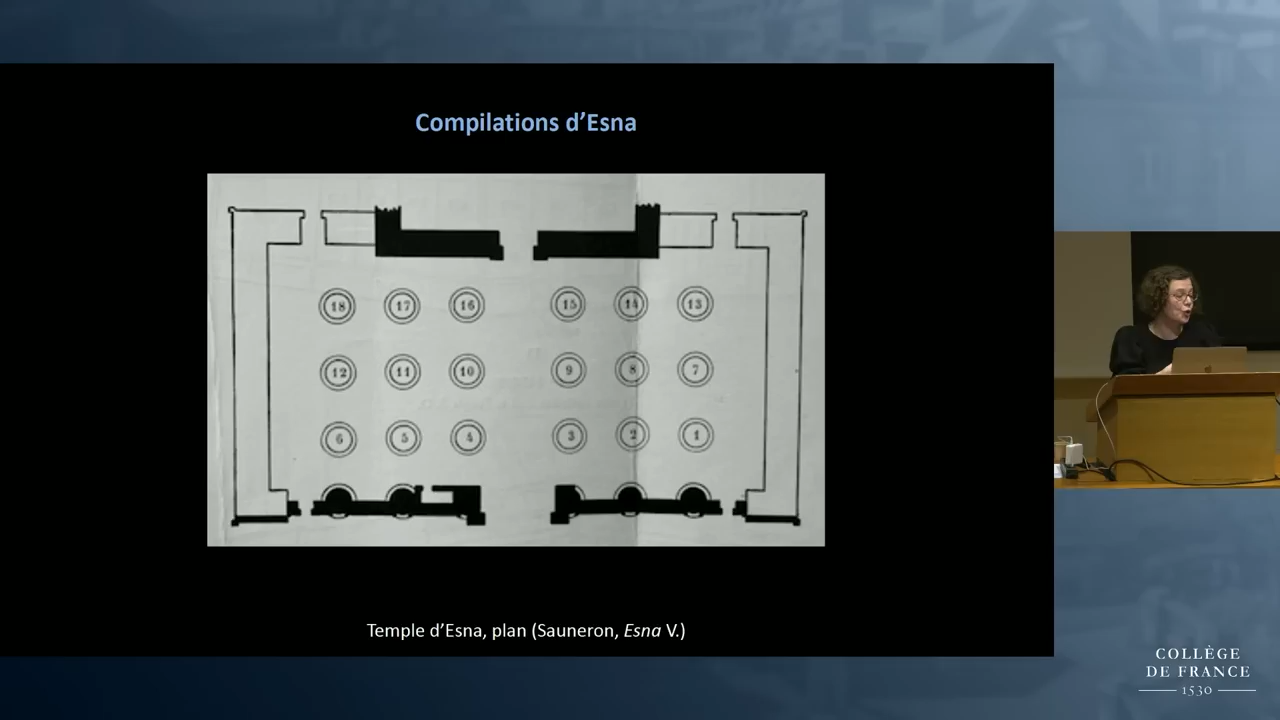 Compilations d’Esna
18 17 16 15 14 13
12 11 10 9 8 7
6 5 4 3 2 1
Temple d’Esna, plan (Sauneron, Esna V.)
COLLÈGE
DE FRANCE
1530